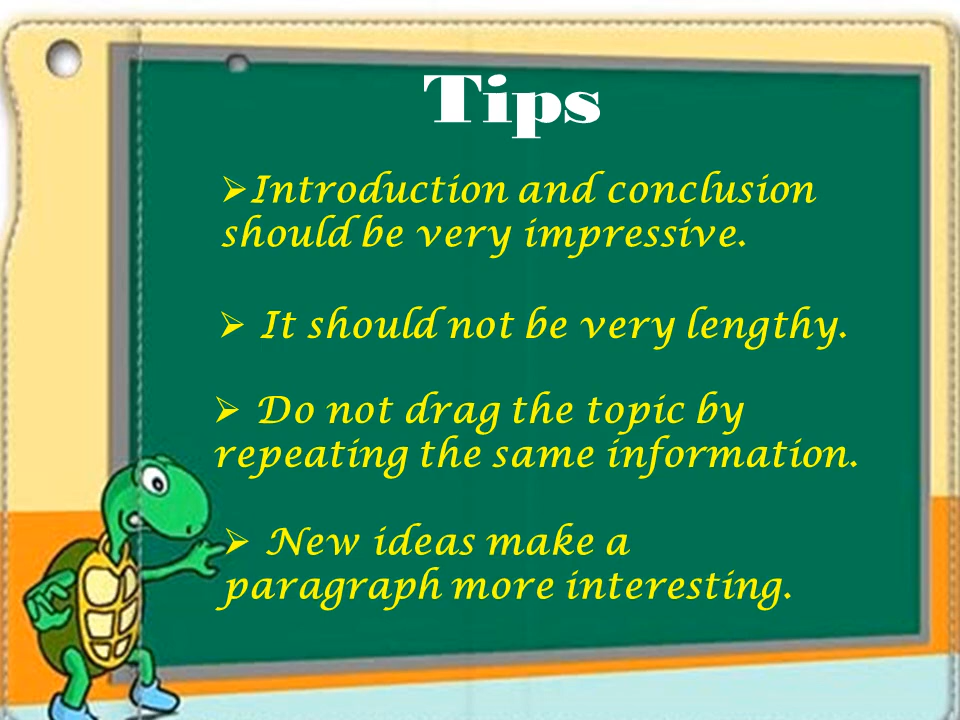 Tips
➢Introduction and conclusion
should be very impressive.
➢ It should not be very lengthy.
➢ Do not drag the topic by
repeating the same information.
➢ New ideas make a
paragraph more interesting.